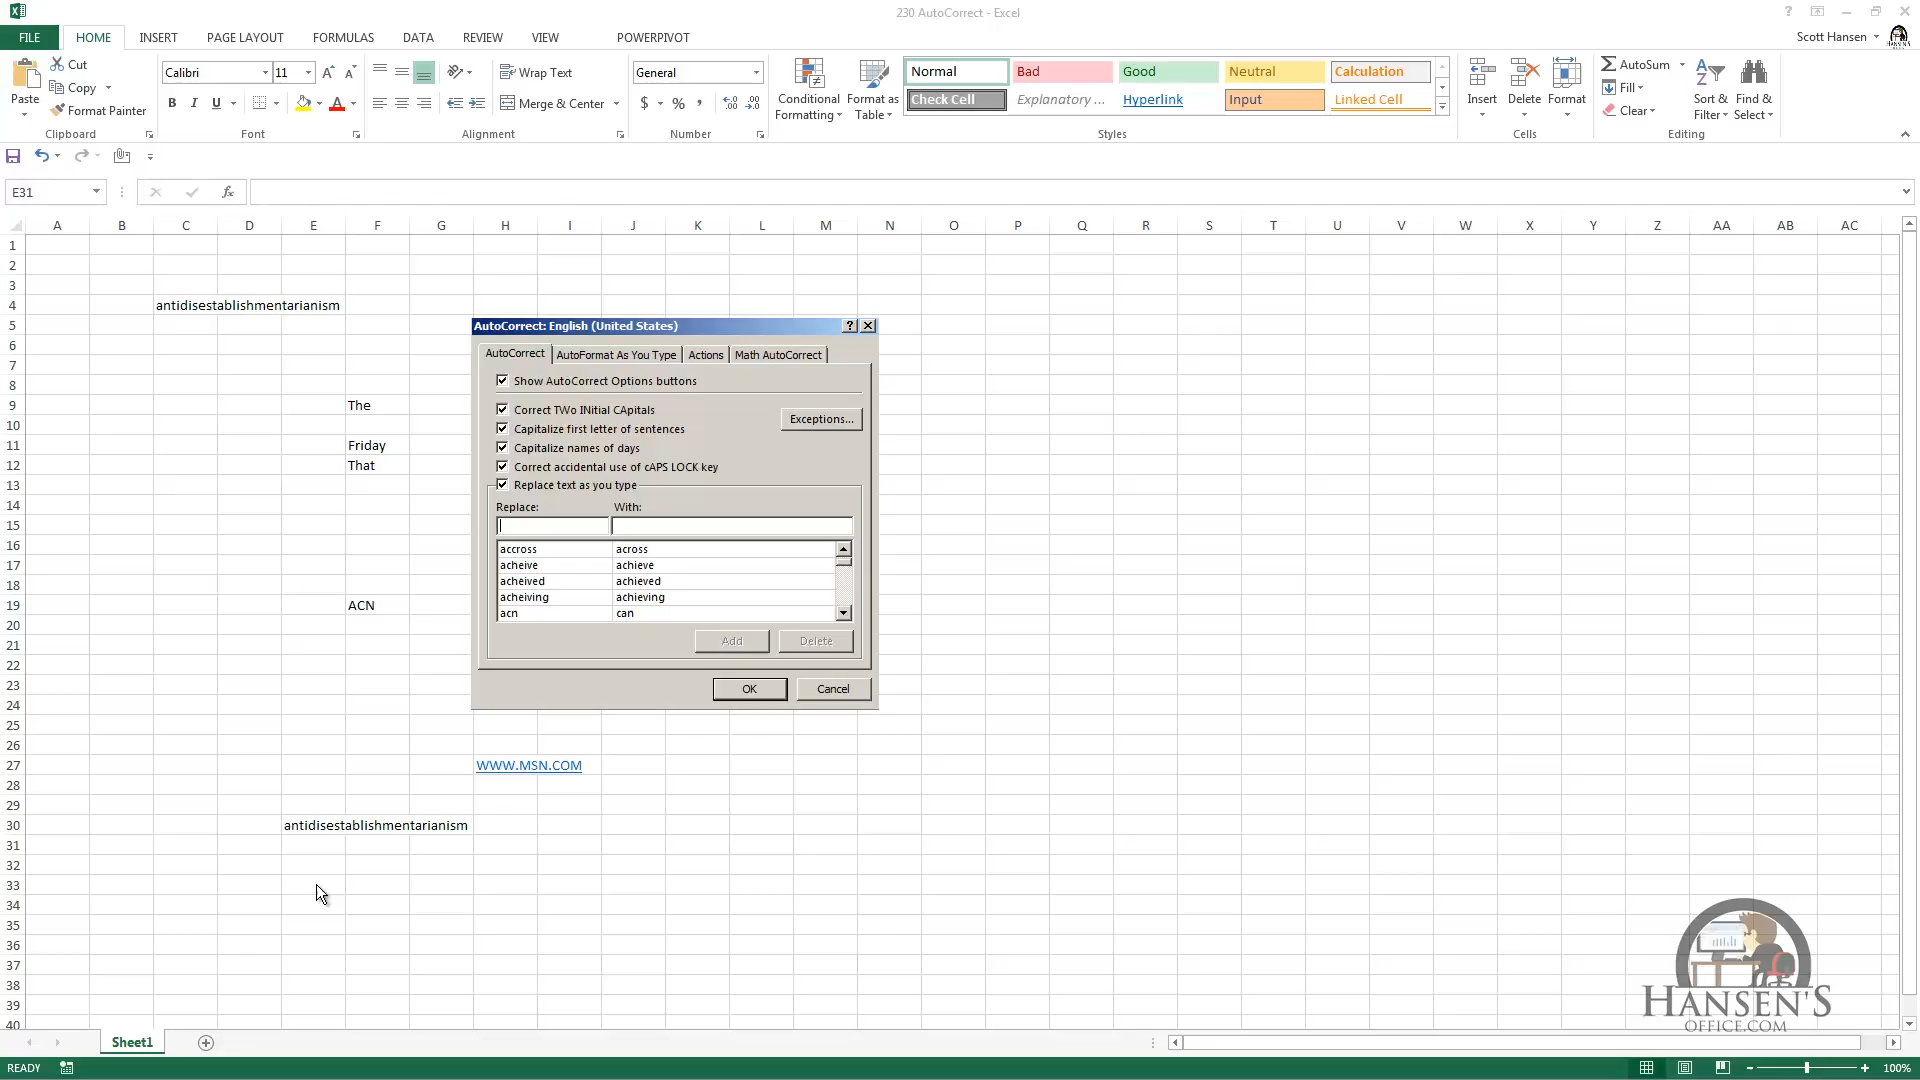 230 AutoCorrect - Excel
FILE HOME INSERT PAGE LAYOUT FORMULAS DATA REVIEW VIEW POWERPIVOT Scott Hansen
Cut
Copy
Format Painter
Paste
Clipboard
Calibri 11
B I U
Font
Wrap Text
Merge & Center
Alignment
General
$ % ,
Number
Conditional Formatting
Format as Table
Normal Bad Good Neutral Calculation
Check Cell Explanatory ... Hyperlink Input Linked Cell
Styles
Insert Delete Format
Cells
AutoSum
Fill
Clear
Sort & Filter
Find & Select
Editing
E31 fx
A B C D E F G H I J K L M N O P Q R S T U V W X Y Z AA AB AC
1
2
3
4 antidisestablishmentarianism
5
6
7
8
9 The
10
11 Friday
12 That
13
14
15
16
17
18
19 ACN
20
21
22
23
24
25
26
27 WWW.MSN.COM
28
29
30 antidisestablishmentarianism
31
32
33
34
35
36
37
38
39
40
AutoCorrect: English (United States)
AutoCorrect AutoFormat As You Type Actions Math AutoCorrect
Show AutoCorrect Options buttons
Correct TWo INitial CApitals
Exceptions...
Capitalize first letter of sentences
Capitalize names of days
Correct accidental use of cAPS LOCK key
Replace text as you type
Replace: With:
accross across
acheive achieve
acheived achieved
acheiving achieving
acn can
Add Delete
OK Cancel
HANSEN'S
OFFICE.COM
Sheet1
READY 100%